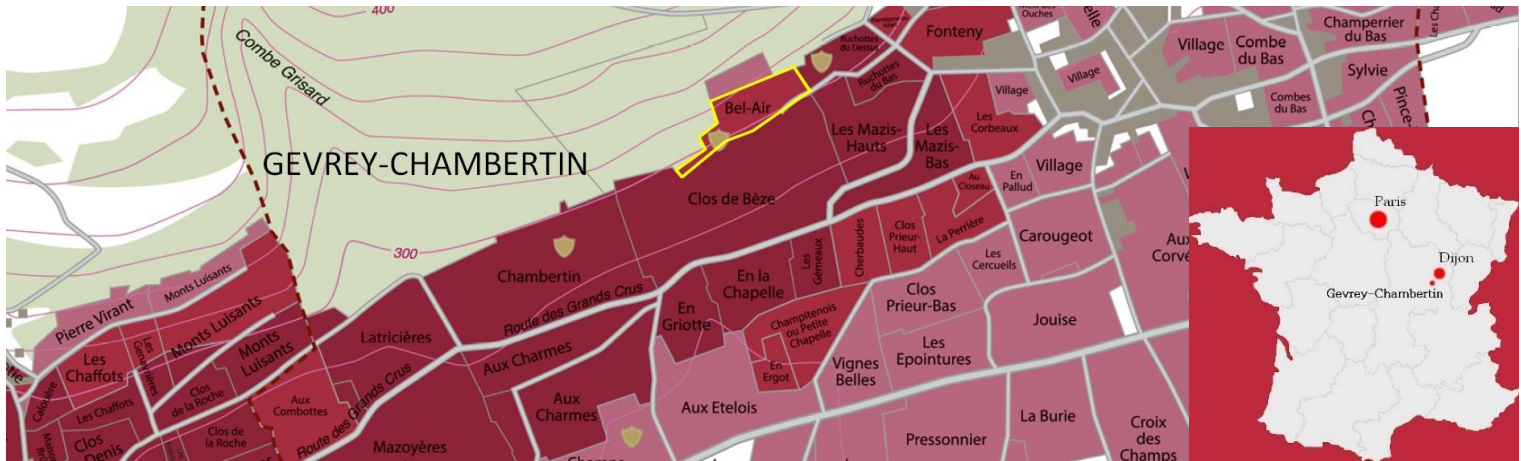 400
Combe Grisard
GEVREY-CHAMBERTIN
300
Bel-Air
Ruchottes
du Dessus
Ruchottes
du Bas
Fonteny
Village
Les
Corbeaux
Les Mazis-
Hauts
Les
Mazis-
Bas
Clos de Bèze
Chambertin
Route des Grands Crus
Latricières
Aux Charmes
Aux
Charmes
Mazoyères
Route des Grands Crus
Aux
Combottes
Pierre Virant
Monts Luisants
Monts Luisants
Monts
Luisants
Les
Chaffots
Les
Genavrières
Clos
de la Roche
Les Chaffots
Calouère
Clos
Denis
Clos de
la Roche
En
Griotte
En la
Chapelle
Les
Gémeaux
Cherbaudes
Clos
Prieur-
Haut
La Perrière
Au
Closeau
En
Pallud
Village
Carougeot
Les
Cercueils
Clos
Prieur-Bas
Champitenois
ou Petite
Chapelle
En
Ergot
Vignes
Belles
Les
Epointures
Jouise
Aux Etelois
Pressonnier
La Burie
Croix
des
Champs
Village
Village
Combe
du Bas
Combes
du Bas
Champerrier
du Bas
Sylvie
Paris
Dijon
Gevrey-Chambertin